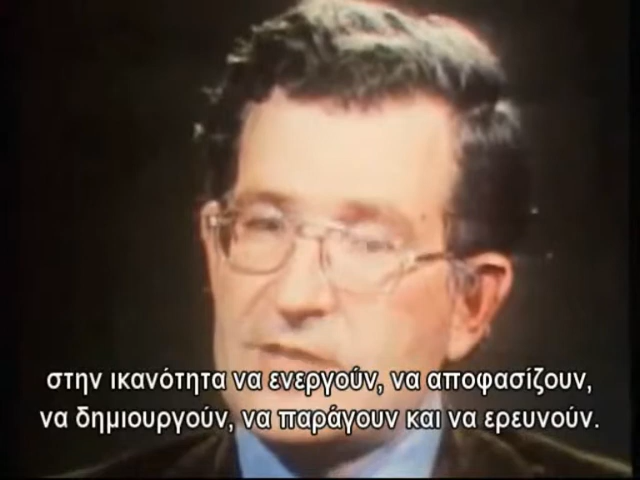 στην ικανότητα να ενεργούν, να αποφασίζουν,
να δημιουργούν, να παράγουν και να ερευνούν.